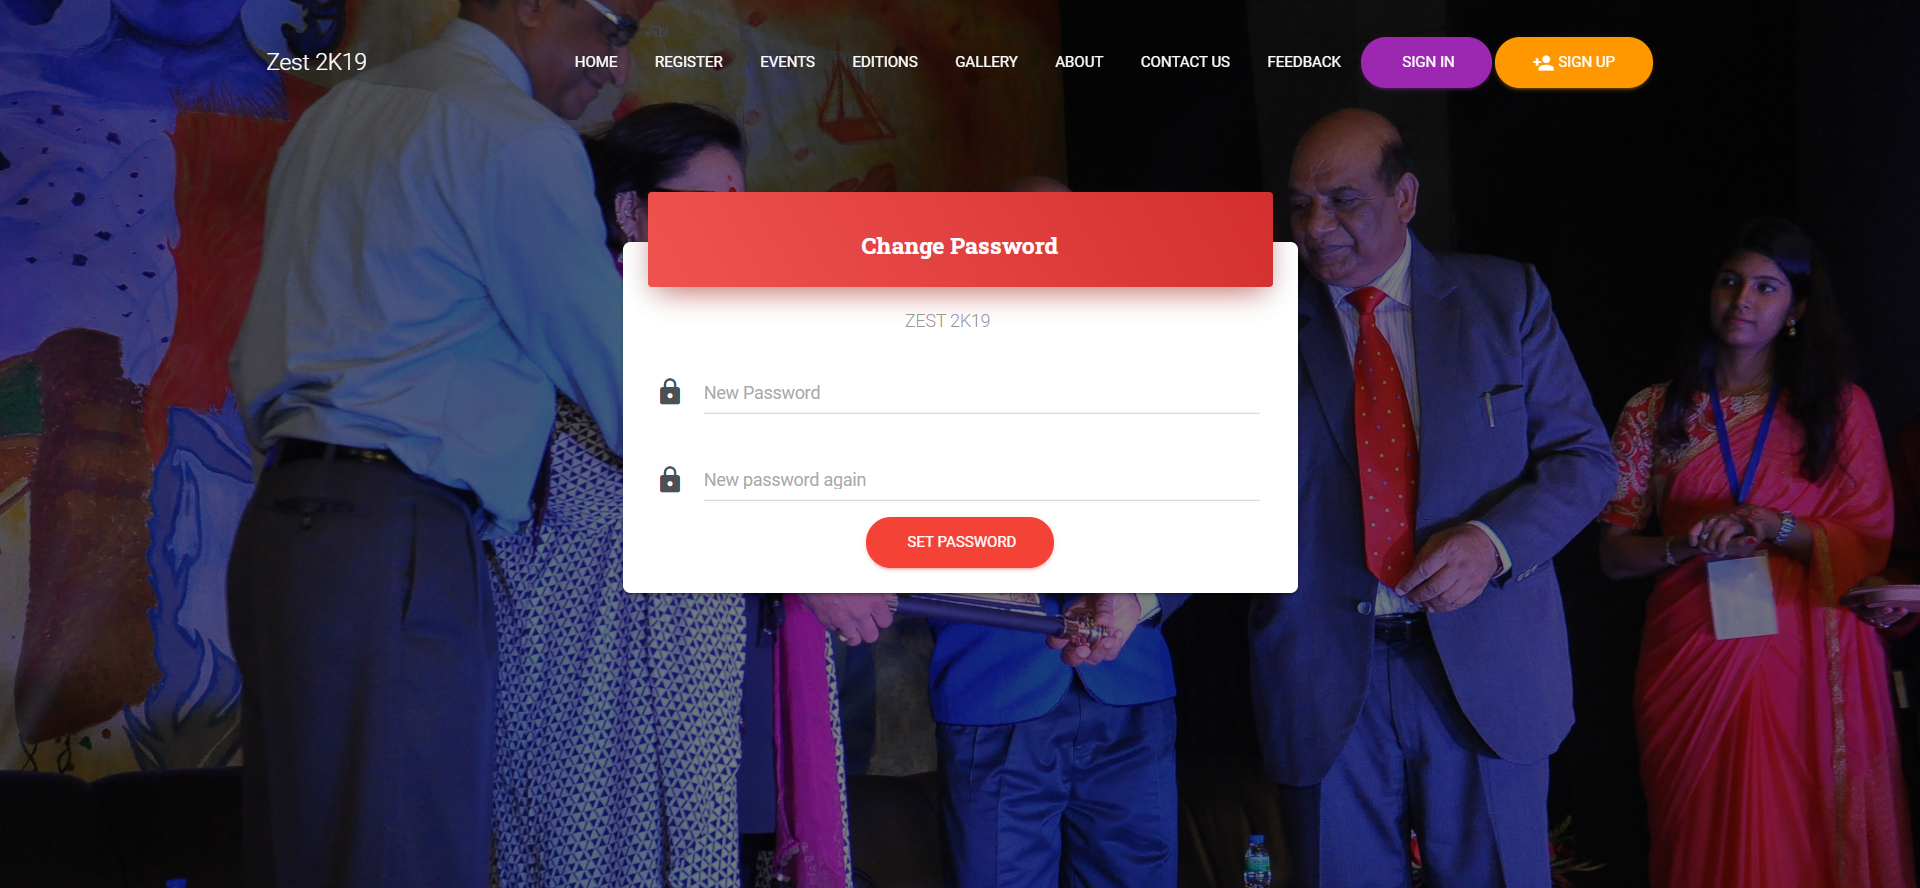 Zest 2K19
HOME REGISTER EVENTS EDITIONS GALLERY ABOUT CONTACT US FEEDBACK SIGN IN SIGN UP
Change Password
ZEST 2K19
New Password
New password again
SET PASSWORD